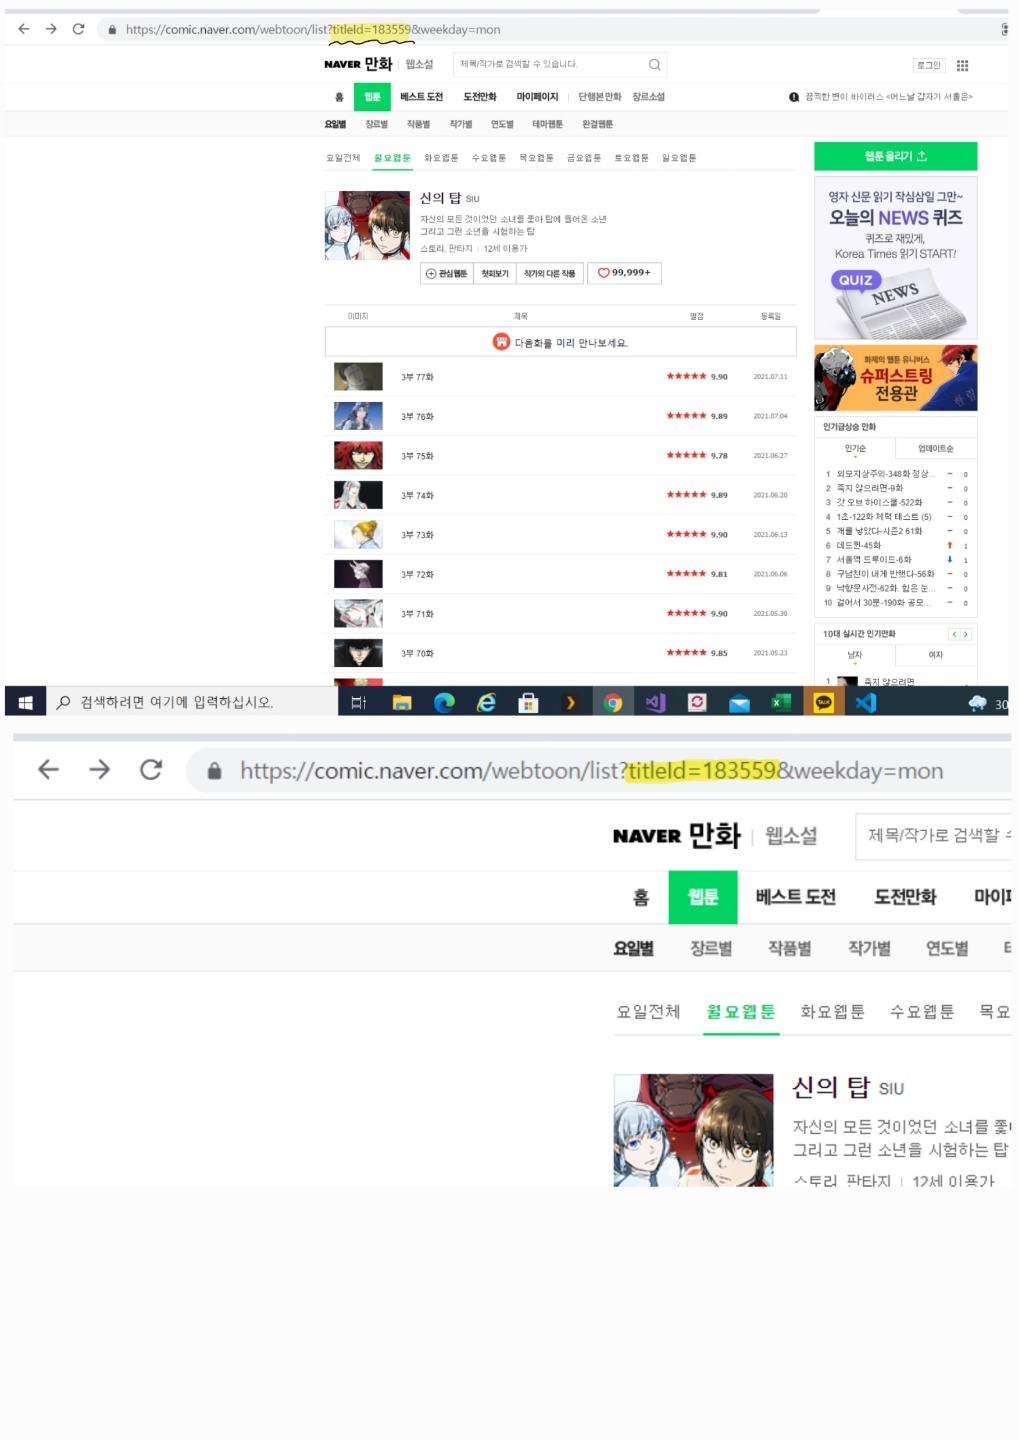 https://comic.naver.com/webtoon/list?titleId=183559&weekday=mon
NAVER 만화 | 웹소설 제목/작가로 검색할 수 있습니다. 로그인
홈 웹툰 베스트 도전 도전만화 마이페이지 | 단행본만화 장르소설 끔찍한 변이 바이러스 <어느날 갑자기 서울은>
요일별 장르별 작품별 작가별 연도별 테마웹툰 완결웹툰
요일전체 월요웹툰 화요웹툰 수요웹툰 목요웹툰 금요웹툰 토요웹툰 일요웹툰
웹툰 올리기
신의 탑 SIU
자신의 모든 것이었던 소녀를 쫓아 탑에 들어온 소년
그리고 그런 소년을 시험하는 탑
스토리, 판타지 | 12세 이용가
관심웹툰 첫회보기 작가의 다른 작품 99,999+
이미지 제목 별점 등록일
다음화를 미리 만나보세요.
3부 77화 ★★★★★ 9.90 2021.07.11
3부 76화 ★★★★★ 9.89 2021.07.04
3부 75화 ★★★★★ 9.78 2021.06.27
3부 74화 ★★★★★ 9.89 2021.06.20
3부 73화 ★★★★★ 9.90 2021.06.13
3부 72화 ★★★★★ 9.81 2021.06.06
3부 71화 ★★★★★ 9.90 2021.05.30
3부 70화 ★★★★★ 9.85 2021.05.23
영자 신문 읽기 작심삼일 그만~
오늘의 NEWS 퀴즈
퀴즈로 재밌게,
Korea Times 읽기 START!
QUIZ
NEWS
화제의 웹툰 유니버스
슈퍼스트링
전용관
인기급상승 만화
인기순 업데이트순
1 외모지상주의-348화 정상... − 0
2 죽지 않으려면-9화 − 0
3 갓 오브 하이스쿨-522화 − 0
4 1초-122화 체력 테스트 (5) − 0
5 개를 낳았다-시즌2 61화 − 0
6 데드퀸-45화 1
7 서울역 드루이드-6화 1
8 구남친이 내게 반했다-56화 − 0
9 낙향문사전-62화. 힘은 눈... − 0
10 걸어서 30분-190화 공모... − 0
10대 실시간 인기만화 < >
남자 여자
1 죽지 않으려면
검색하려면 여기에 입력하십시오.
TALK
30
https://comic.naver.com/webtoon/list?titleId=183559&weekday=mon
NAVER 만화 | 웹소설 제목/작가로 검색할
홈 웹툰 베스트 도전 도전만화 마이
요일별 장르별 작품별 작가별 연도별
요일전체 월요웹툰 화요웹툰 수요웹툰 목요
신의 탑 SIU
자신의 모든 것이었던 소녀를 쫓
그리고 그런 소년을 시험하는 탑
스토리, 판타지 | 12세 이용가